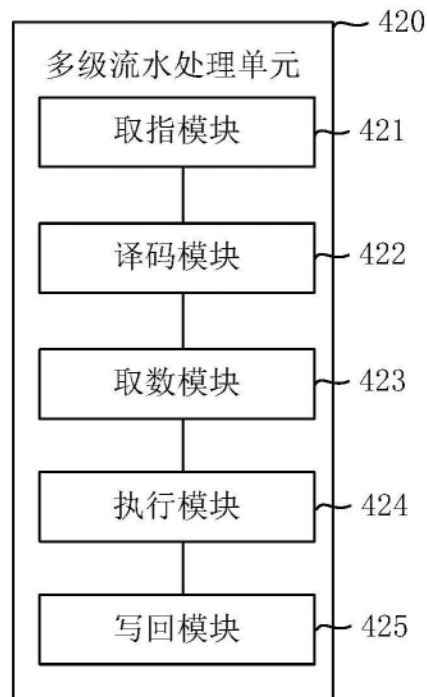 420
多级流水处理单元
取指模块 421
译码模块 422
取数模块 423
执行模块 424
写回模块 425